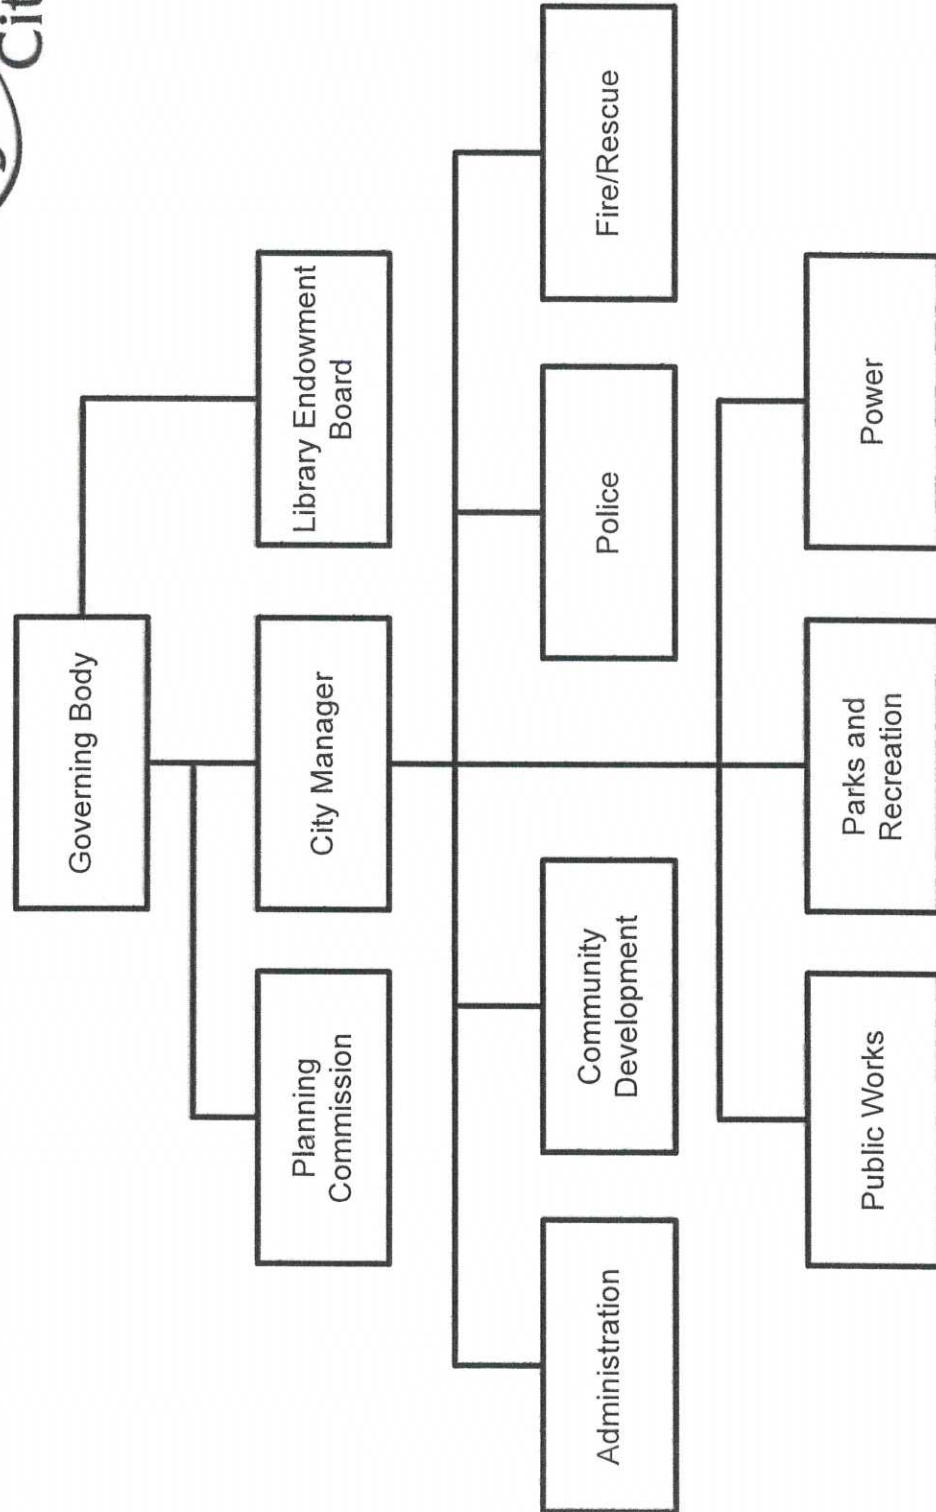 Cit
Governing Body
Planning
Commission
City Manager
Library Endowment
Board
Administration
Community
Development
Police
Fire/Rescue
Public Works
Parks and
Recreation
Power